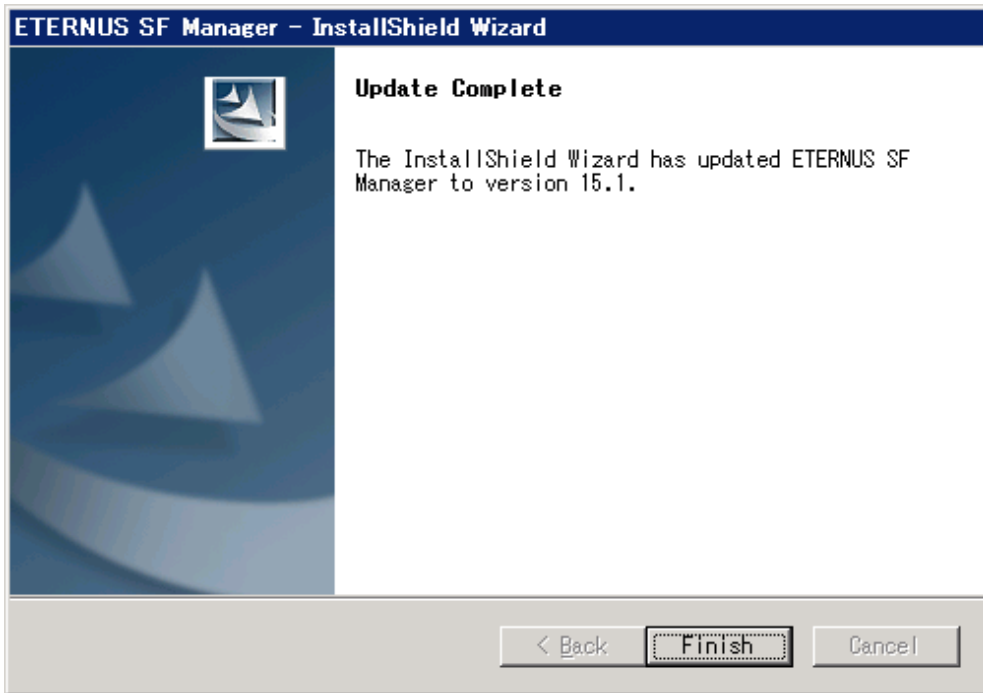 ETERNUS SF Manager - InstallShield Wizard
Update Complete
The InstallShield Wizard has updated ETERNUS SF
Manager to version 15.1.
< Back
Finish
Cancel